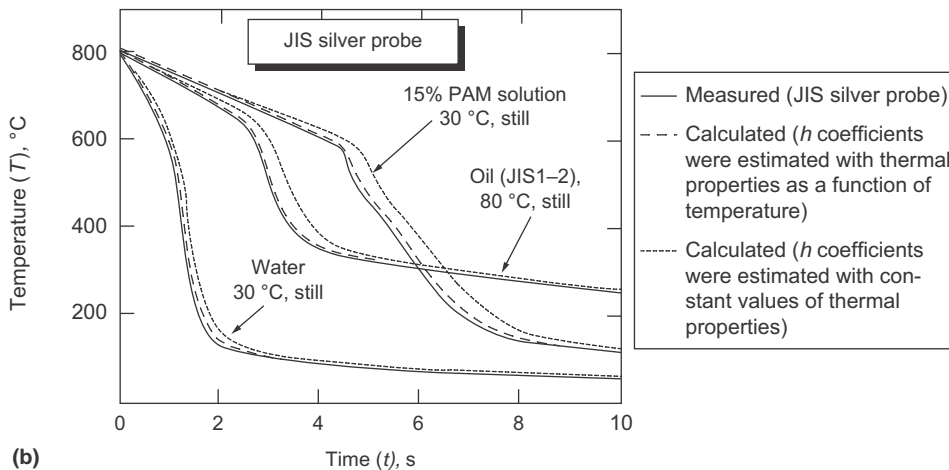 JIS silver probe
800
600
400
200
0
2
4
6
8
10
Temperature (T), °C
Time (t), s
(b)
15% PAM solution
30 °C, still
Oil (JIS1–2),
80 °C, still
Water
30 °C, still
Measured (JIS silver probe)
Calculated (h coefficients
were estimated with thermal
properties as a function of
temperature)
Calculated (h coefficients
were estimated with con-
stant values of thermal
properties)